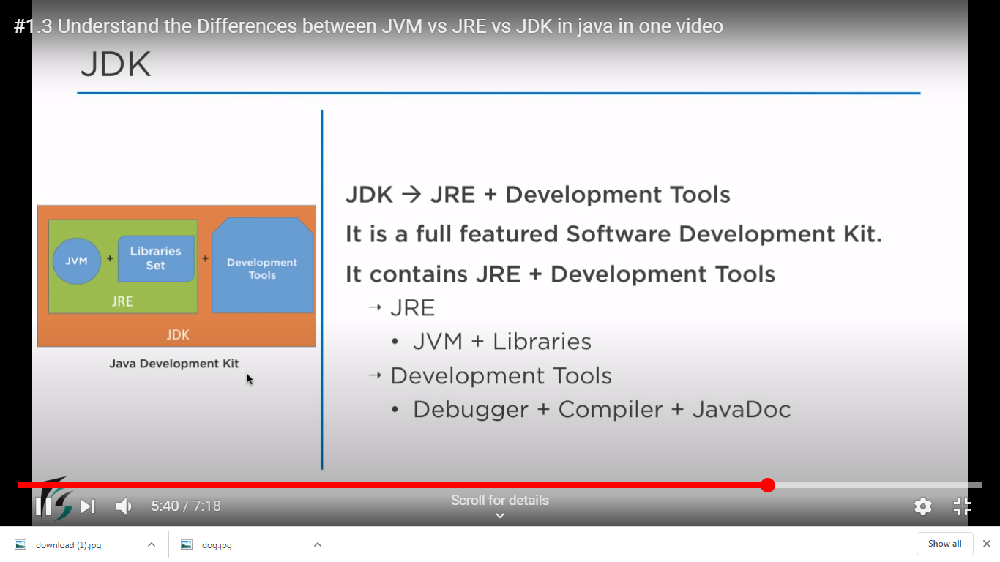 #1.3 Understand the Differences between JVM vs JRE vs JDK in java in one video
JDK
JVM
+
Libraries
Set
JRE
+
Development
Tools
JDK
Java Development Kit
JDK → JRE + Development Tools
It is a full featured Software Development Kit.
It contains JRE + Development Tools
→ JRE
• JVM + Libraries
→ Development Tools
• Debugger + Compiler + JavaDoc
5:40 / 7:18
Scroll for details
download (1).jpg
dog.jpg
Show all